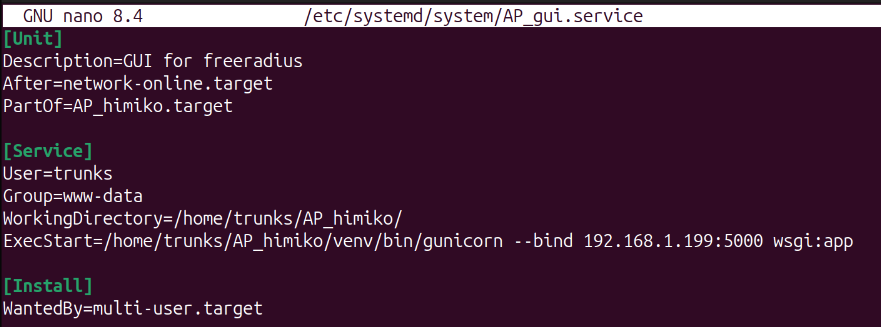 GNU nano 8.4 /etc/systemd/system/AP_gui.service
[Unit]
Description=GUI for freeradius
After=network-online.target
PartOf=AP_himiko.target
[Service]
User=trunks
Group=www-data
WorkingDirectory=/home/trunks/AP_himiko/
ExecStart=/home/trunks/AP_himiko/venv/bin/gunicorn --bind 192.168.1.199:5000 wsgi:app
[Install]
WantedBy=multi-user.target